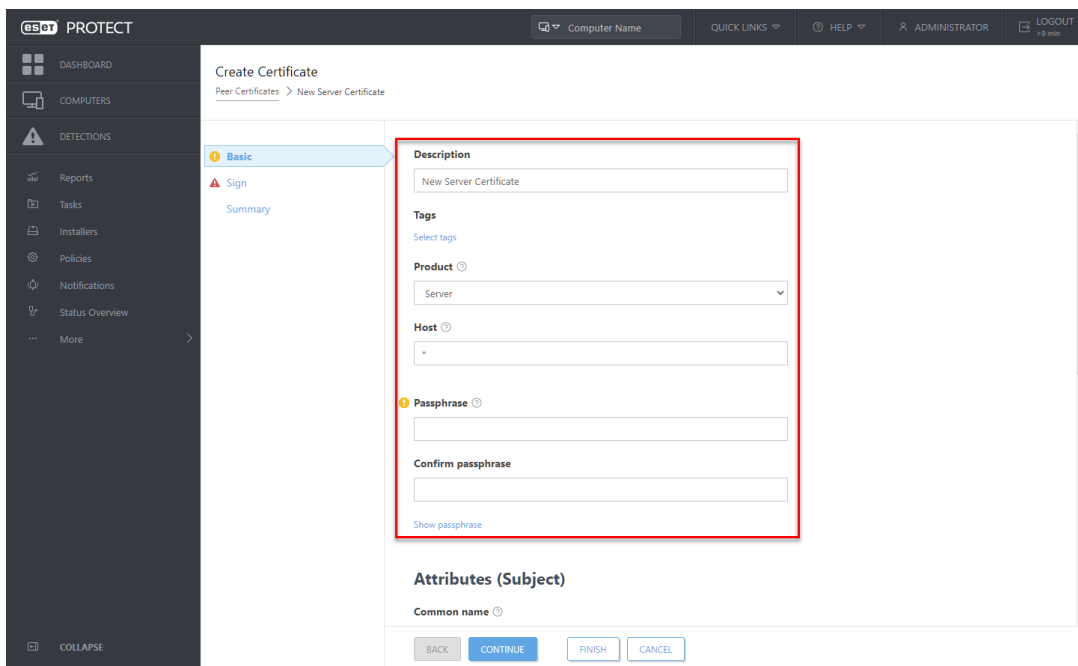 eseT PROTECT
Computer Name
QUICK LINKS
HELP
ADMINISTRATOR
LOGOUT
>9 min
DASHBOARD
COMPUTERS
DETECTIONS
Reports
Tasks
Installers
Policies
Notifications
Status Overview
More
COLLAPSE
Create Certificate
Peer Certificates > New Server Certificate
Basic
Sign
Summary
Description
New Server Certificate
Tags
Select tags
Product
Server
Host
*
Passphrase
Confirm passphrase
Show passphrase
Attributes (Subject)
Common name
BACK
CONTINUE
FINISH
CANCEL